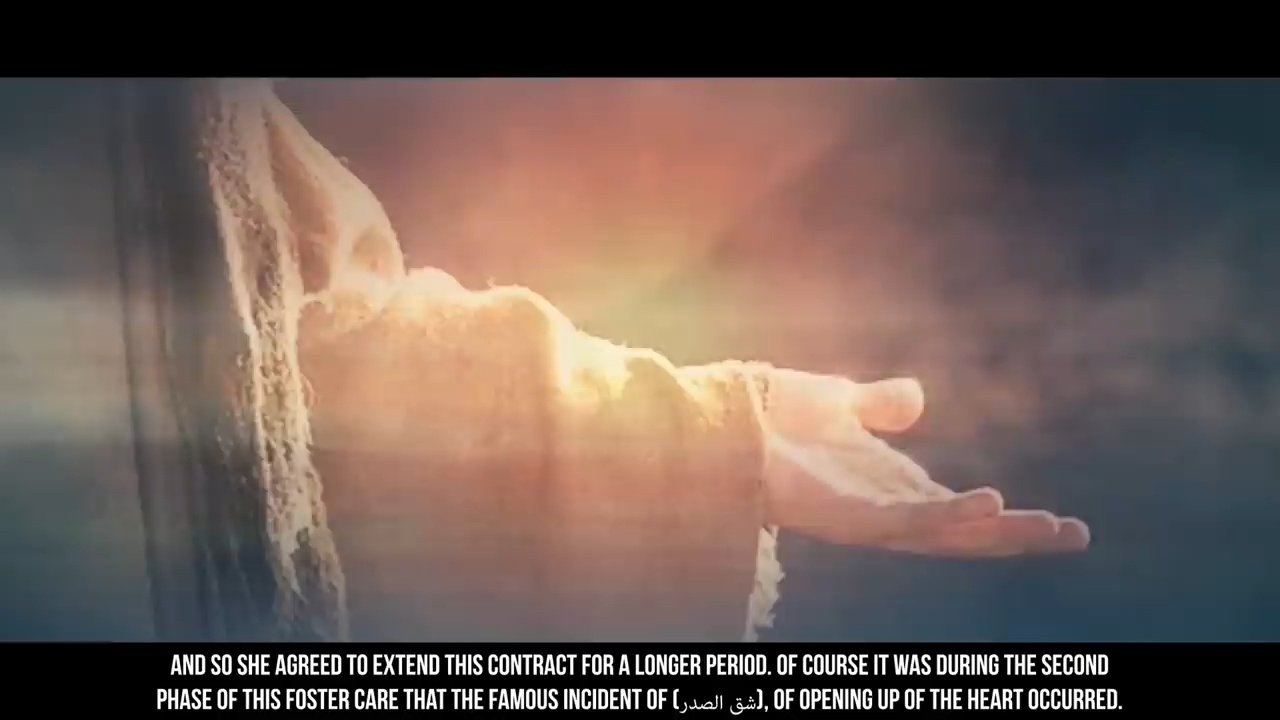 AND SO SHE AGREED TO EXTEND THIS CONTRACT FOR A LONGER PERIOD. OF COURSE IT WAS DURING THE SECOND
PHASE OF THIS FOSTER CARE THAT THE FAMOUS INCIDENT OF (شق الصدر), OF OPENING UP OF THE HEART OCCURRED.